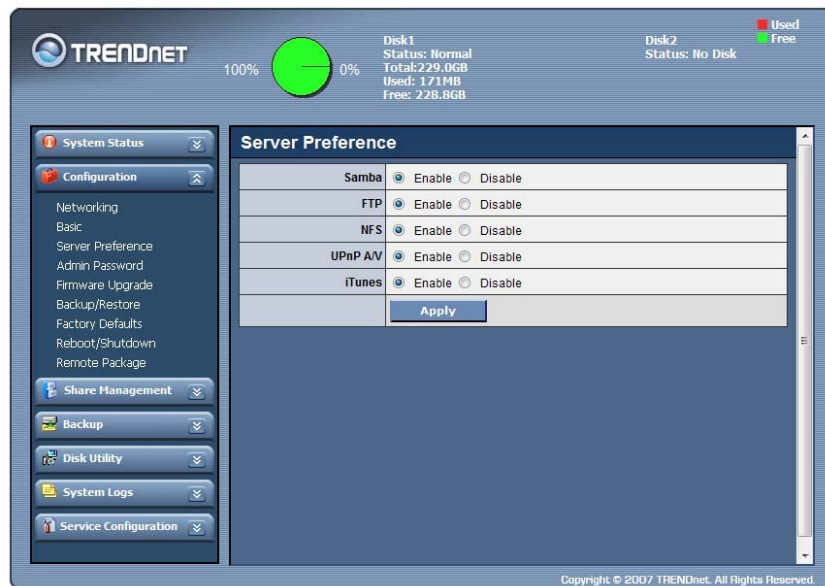 TRENDNET
100%
0%
Disk1
Status: Normal
Total:229.0GB
Used: 171MB
Free: 228.8GB
Disk2
Status: No Disk
Used
Free
System Status
Configuration
Networking
Basic
Server Preference
Admin Password
Firmware Upgrade
Backup/Restore
Factory Defaults
Reboot/Shutdown
Remote Package
Share Management
Backup
Disk Utility
System Logs
Service Configuration
Server Preference
Samba Enable Disable
FTP Enable Disable
NFS Enable Disable
UPnP A/V Enable Disable
iTunes Enable Disable
Apply
Copyright © 2007 TRENDnet. All Rights Reserved.